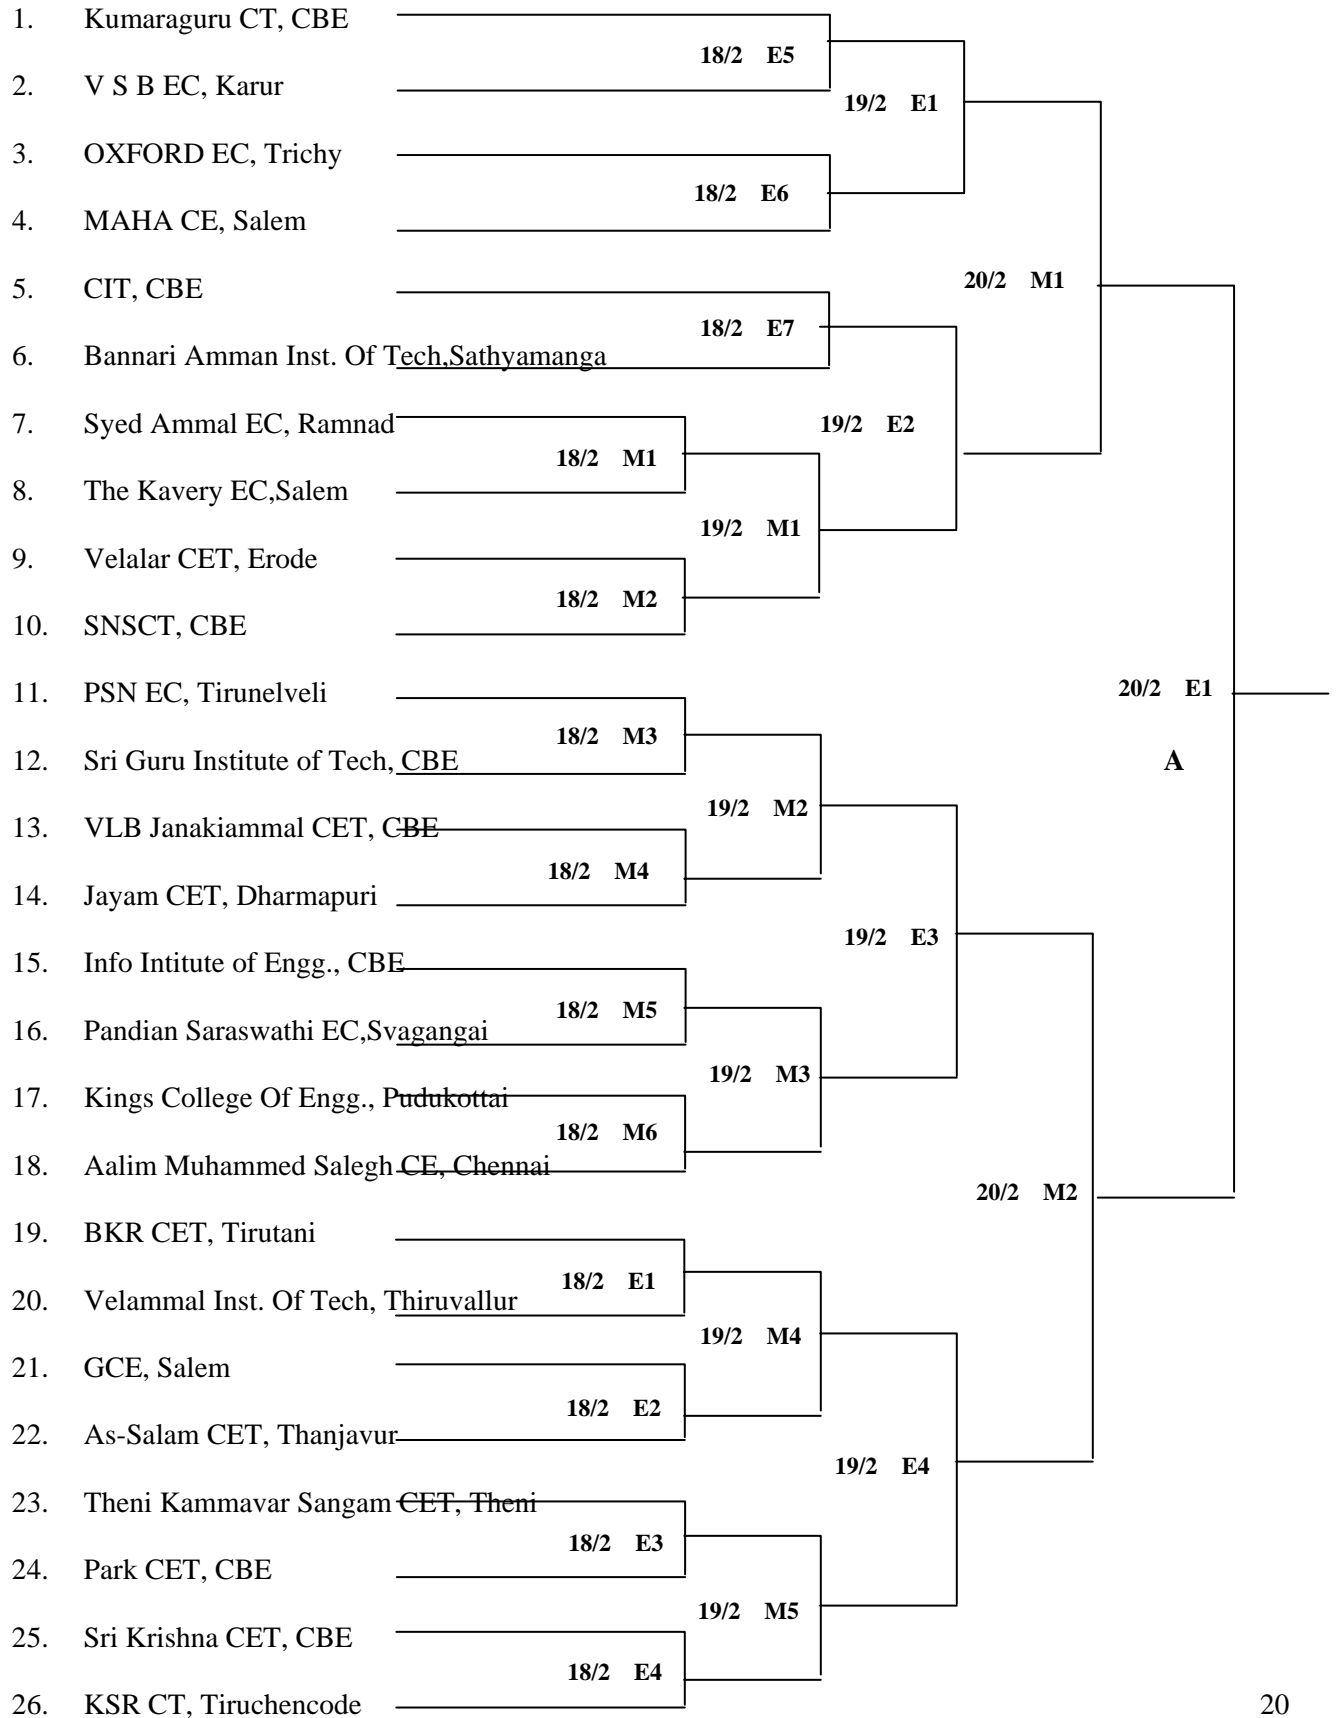 1. Kumaraguru CT, CBE
18/2 E5
2. V S B EC, Karur
19/2 E1
3. OXFORD EC, Trichy
18/2 E6
4. MAHA CE, Salem
20/2 M1
5. CIT, CBE
18/2 E7
6. Bannari Amman Inst. Of Tech,Sathyamanga
7. Syed Ammal EC, Ramnad
19/2 E2
18/2 M1
8. The Kavery EC,Salem
19/2 M1
9. Velalar CET, Erode
18/2 M2
10. SNSCT, CBE
11. PSN EC, Tirunelveli
20/2 E1
18/2 M3
12. Sri Guru Institute of Tech, CBE
A
19/2 M2
13. VLB Janakiammal CET, CBE
18/2 M4
14. Jayam CET, Dharmapuri
19/2 E3
15. Info Intitute of Engg., CBE
18/2 M5
16. Pandian Saraswathi EC,Svagangai
19/2 M3
17. Kings College Of Engg., Pudukottai
18/2 M6
18. Aalim Muhammed Salegh CE, Chennai
20/2 M2
19. BKR CET, Tirutani
18/2 E1
20. Velammal Inst. Of Tech, Thiruvallur
19/2 M4
21. GCE, Salem
18/2 E2
22. As-Salam CET, Thanjavur
19/2 E4
23. Theni Kammavar Sangam CET, Theni
18/2 E3
24. Park CET, CBE
19/2 M5
25. Sri Krishna CET, CBE
18/2 E4
26. KSR CT, Tiruchencode
20